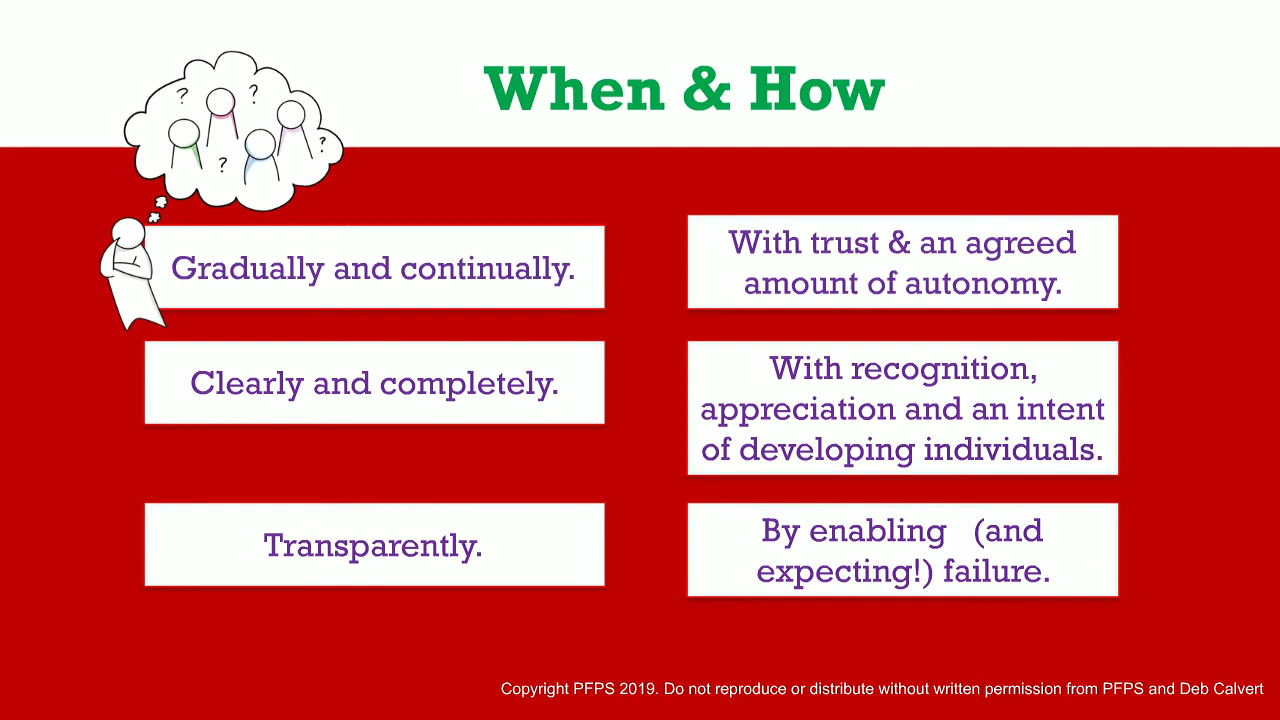 When & How
? ? ? ?
Gradually and continually.
With trust & an agreed
amount of autonomy.
Clearly and completely.
With recognition,
appreciation and an intent
of developing individuals.
Transparently.
By enabling (and
expecting!) failure.
Copyright PFPS 2019. Do not reproduce or distribute without written permission from PFPS and Deb Calvert